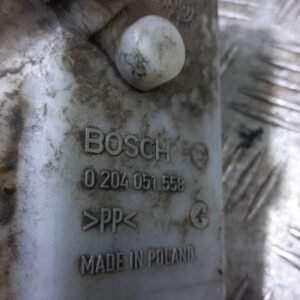 BOSCH
0 204 051 558
>PP<
MADE IN POLAND